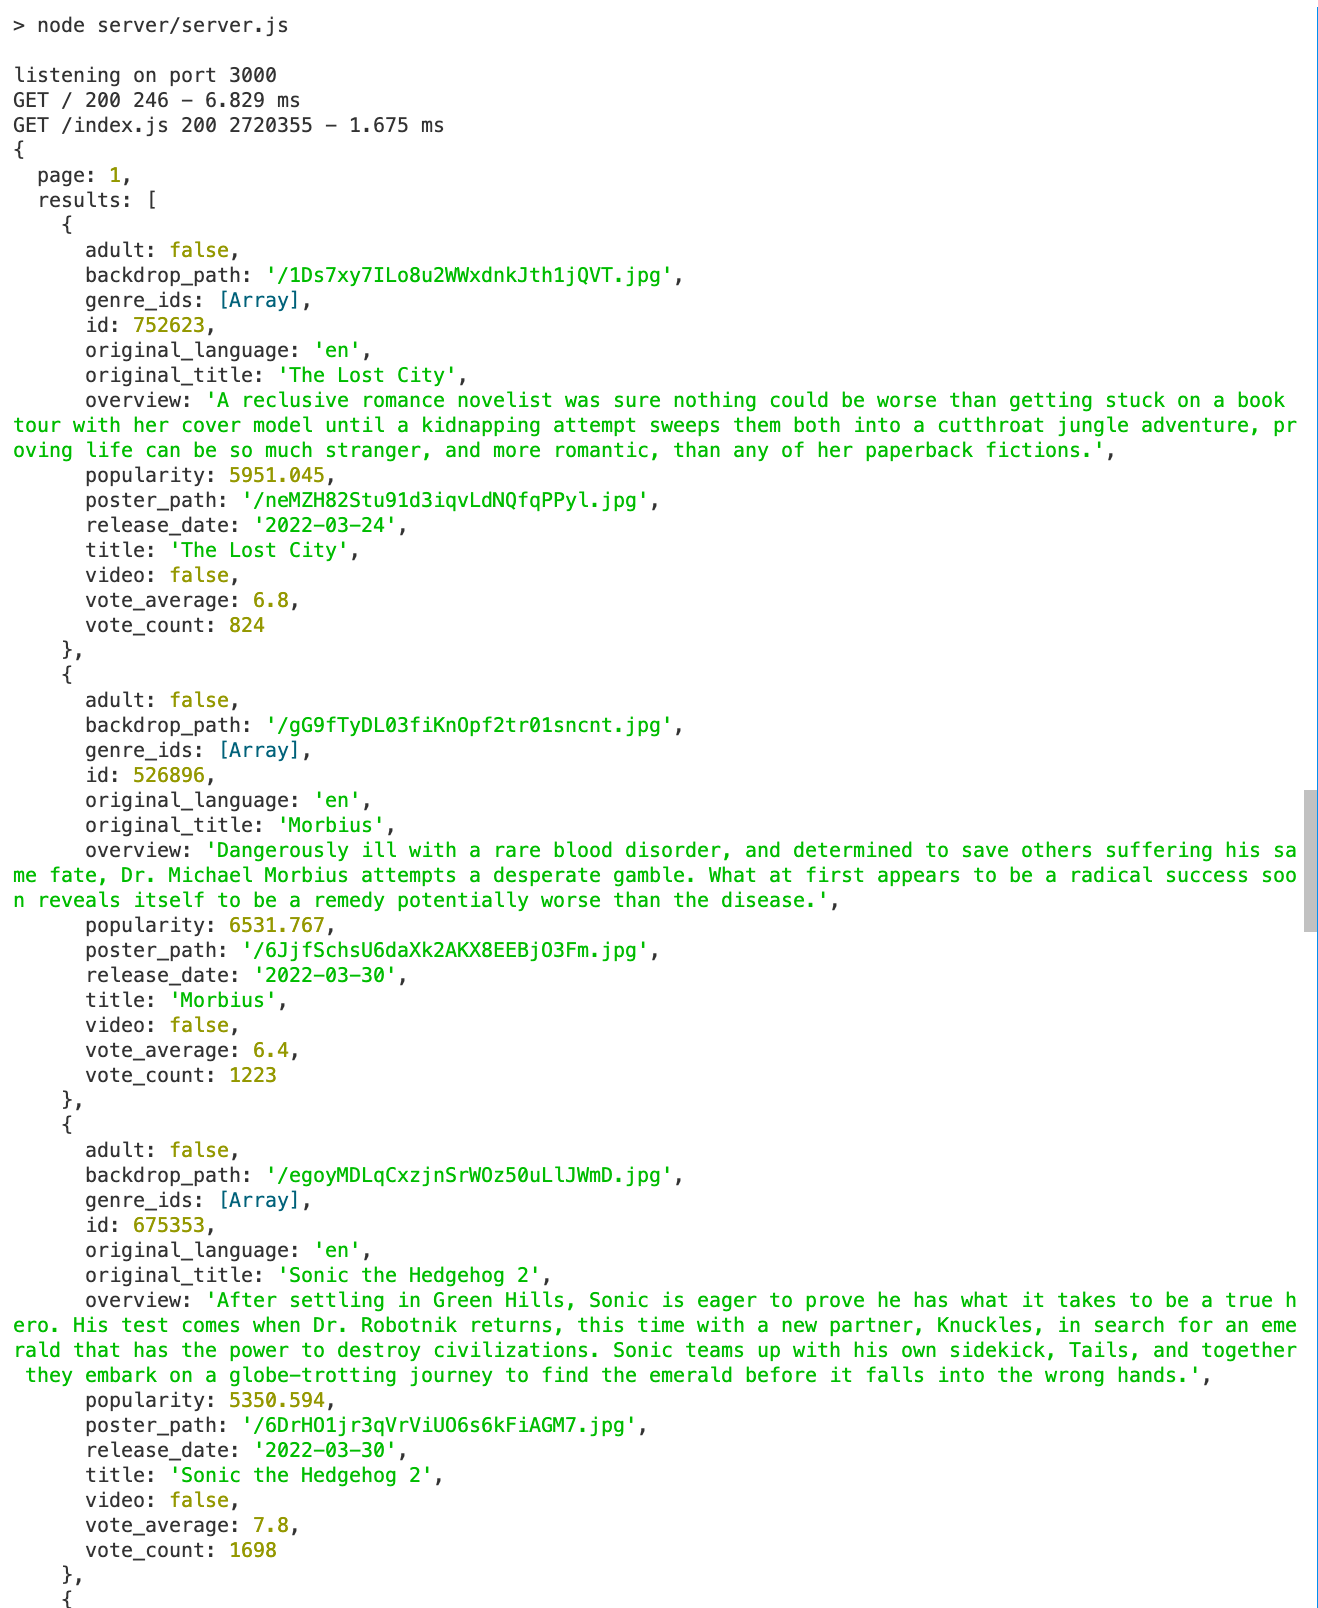 > node server/server.js
listening on port 3000
GET / 200 246 - 6.829 ms
GET /index.js 200 2720355 - 1.675 ms
{
  page: 1,
  results: [
    {
      adult: false,
      backdrop_path: '/1Ds7xy7ILo8u2WWxdnkJth1jQVT.jpg',
      genre_ids: [Array],
      id: 752623,
      original_language: 'en',
      original_title: 'The Lost City',
      overview: 'A reclusive romance novelist was sure nothing could be worse than getting stuck on a book
tour with her cover model until a kidnapping attempt sweeps them both into a cutthroat jungle adventure, pr
oving life can be so much stranger, and more romantic, than any of her paperback fictions.',
      popularity: 5951.045,
      poster_path: '/neMZH82Stu91d3iqvLdNQfqPPyl.jpg',
      release_date: '2022-03-24',
      title: 'The Lost City',
      video: false,
      vote_average: 6.8,
      vote_count: 824
    },
    {
      adult: false,
      backdrop_path: '/gG9fTyDL03fiKnOpf2tr01sncnt.jpg',
      genre_ids: [Array],
      id: 526896,
      original_language: 'en',
      original_title: 'Morbius',
      overview: 'Dangerously ill with a rare blood disorder, and determined to save others suffering his sa
me fate, Dr. Michael Morbius attempts a desperate gamble. What at first appears to be a radical success soo
n reveals itself to be a remedy potentially worse than the disease.',
      popularity: 6531.767,
      poster_path: '/6JjfSchsU6daXk2AKX8EEBjO3Fm.jpg',
      release_date: '2022-03-30',
      title: 'Morbius',
      video: false,
      vote_average: 6.4,
      vote_count: 1223
    },
    {
      adult: false,
      backdrop_path: '/egoyMDLqCxzjnSrWOz50uLlJWmD.jpg',
      genre_ids: [Array],
      id: 675353,
      original_language: 'en',
      original_title: 'Sonic the Hedgehog 2',
      overview: 'After settling in Green Hills, Sonic is eager to prove he has what it takes to be a true h
ero. His test comes when Dr. Robotnik returns, this time with a new partner, Knuckles, in search for an eme
rald that has the power to destroy civilizations. Sonic teams up with his own sidekick, Tails, and together
 they embark on a globe-trotting journey to find the emerald before it falls into the wrong hands.',
      popularity: 5350.594,
      poster_path: '/6DrHO1jr3qVrViUO6s6kFiAGM7.jpg',
      release_date: '2022-03-30',
      title: 'Sonic the Hedgehog 2',
      video: false,
      vote_average: 7.8,
      vote_count: 1698
    },
    {